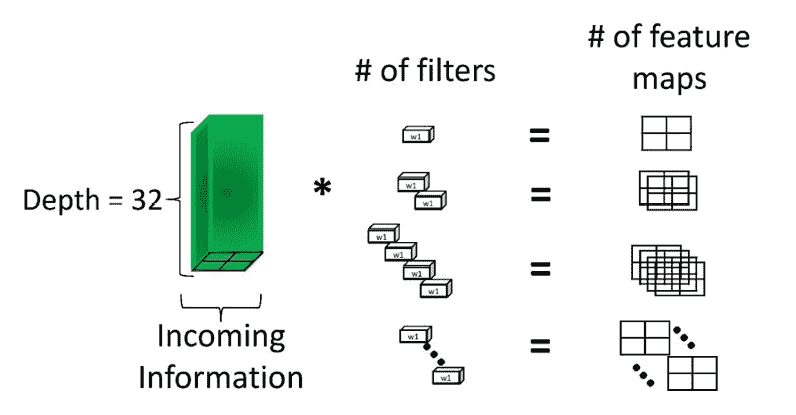 # of filters
# of feature
maps
Depth = 32
*
w1
=
w1
w1
=
w1
w1
w1
w1
=
w1
w1
=
Incoming
Information